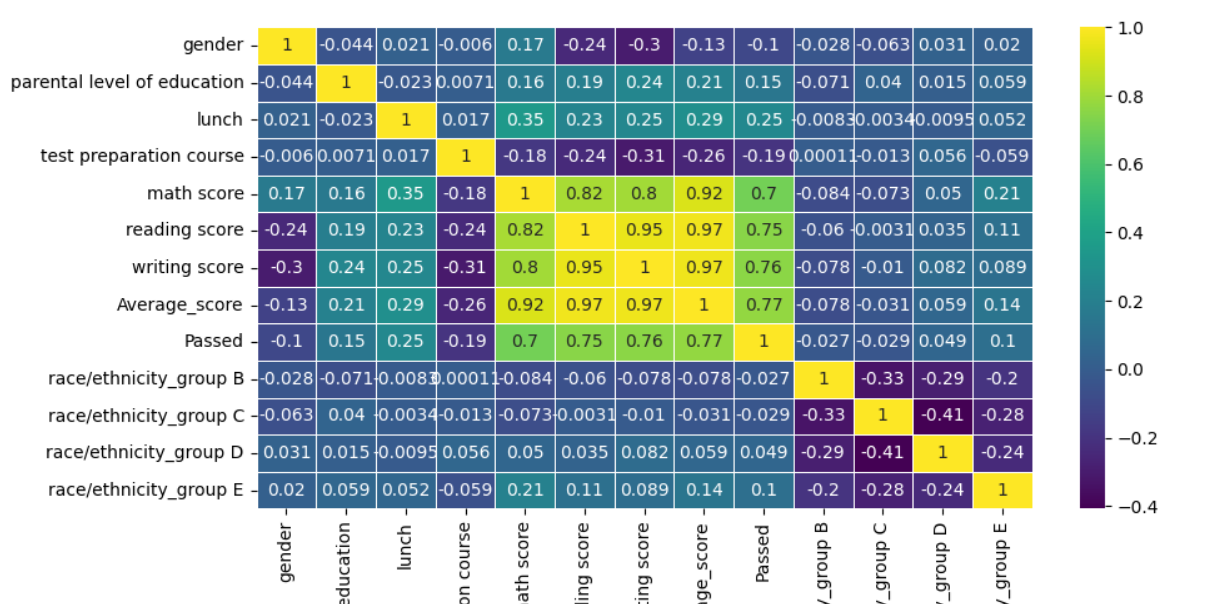 gender 1 -0.044 0.021 -0.006 0.17 -0.24 -0.3 -0.13 -0.1 -0.028 -0.063 0.031 0.02 1.0
parental level of education -0.044 1 -0.023 0.0071 0.16 0.19 0.24 0.21 0.15 -0.071 0.04 0.015 0.059 0.8
lunch 0.021 -0.023 1 0.017 0.35 0.23 0.25 0.29 0.25 -0.0083 -0.0034 -0.0095 0.052
test preparation course -0.006 0.0071 0.017 1 -0.18 -0.24 -0.31 -0.26 -0.19 0.00011 -0.013 0.056 -0.059 0.6
math score 0.17 0.16 0.35 -0.18 1 0.82 0.8 0.92 0.7 -0.084 -0.073 0.05 0.21
reading score -0.24 0.19 0.23 -0.24 0.82 1 0.95 0.97 0.75 -0.06 -0.0031 0.035 0.11 0.4
writing score -0.3 0.24 0.25 -0.31 0.8 0.95 1 0.97 0.76 -0.078 -0.01 0.082 0.089
Average_score -0.13 0.21 0.29 -0.26 0.92 0.97 0.97 1 0.77 -0.078 -0.031 0.059 0.14 0.2
Passed -0.1 0.15 0.25 -0.19 0.7 0.75 0.76 0.77 1 -0.027 -0.029 0.049 0.1
race/ethnicity_group B -0.028 -0.071 -0.0083 0.00011 -0.084 -0.06 -0.078 -0.078 -0.027 1 -0.33 -0.29 -0.2 0.0
race/ethnicity_group C -0.063 0.04 -0.0034 -0.013 -0.073 -0.0031 -0.01 -0.031 -0.029 -0.33 1 -0.41 -0.28
race/ethnicity_group D 0.031 0.015 -0.0095 0.056 0.05 0.035 0.082 0.059 0.049 -0.29 -0.41 1 -0.24 −0.2
race/ethnicity_group E 0.02 0.059 0.052 -0.059 0.21 0.11 0.089 0.14 0.1 -0.2 -0.28 -0.24 1 −0.4
gender
education
lunch
on course
ath score
ling score
ting score
ge_score
Passed
_group B
_group C
_group D
_group E